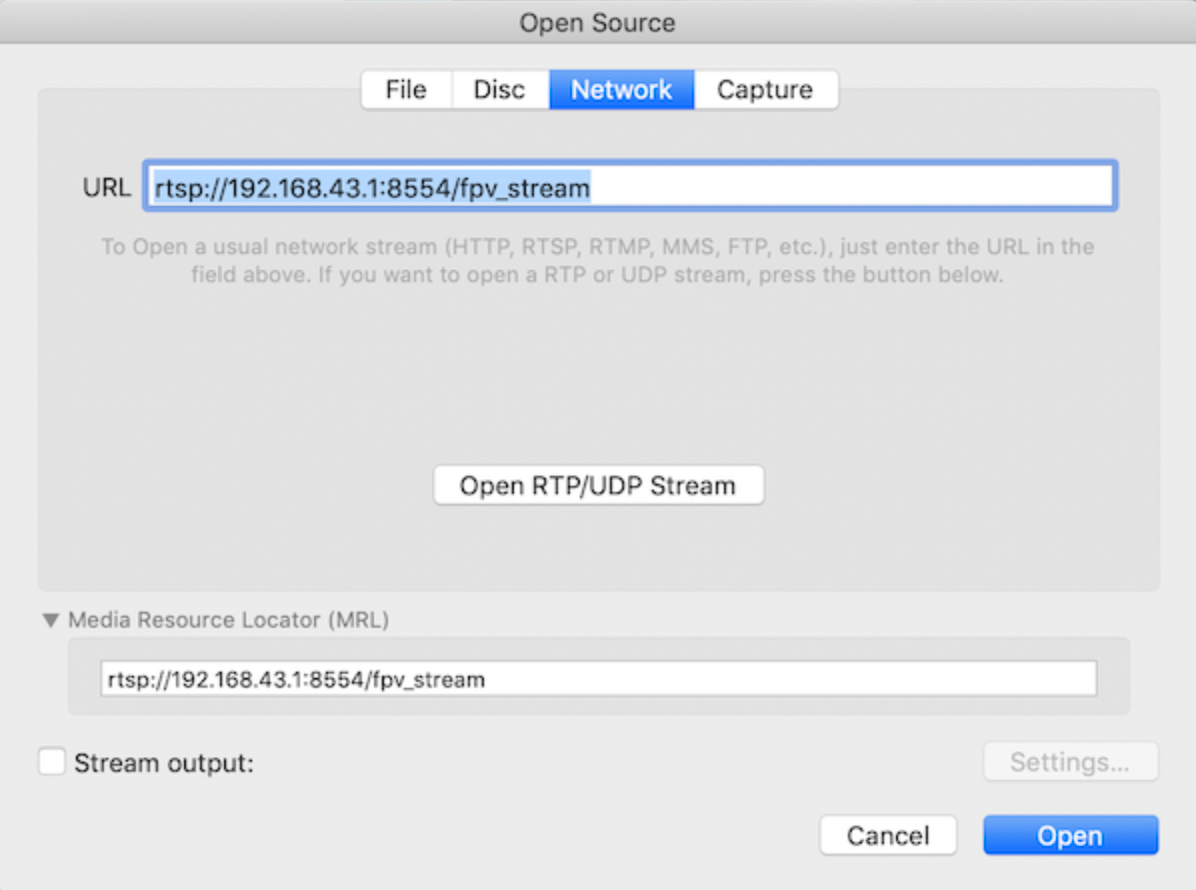 Open Source
File Disc Network Capture
URL rtsp://192.168.43.1:8554/fpv_stream
To Open a usual network stream (HTTP, RTSP, RTMP, MMS, FTP, etc.), just enter the URL in the
field above. If you want to open a RTP or UDP stream, press the button below.
Open RTP/UDP Stream
Media Resource Locator (MRL)
rtsp://192.168.43.1:8554/fpv_stream
Stream output: Settings...
Cancel Open